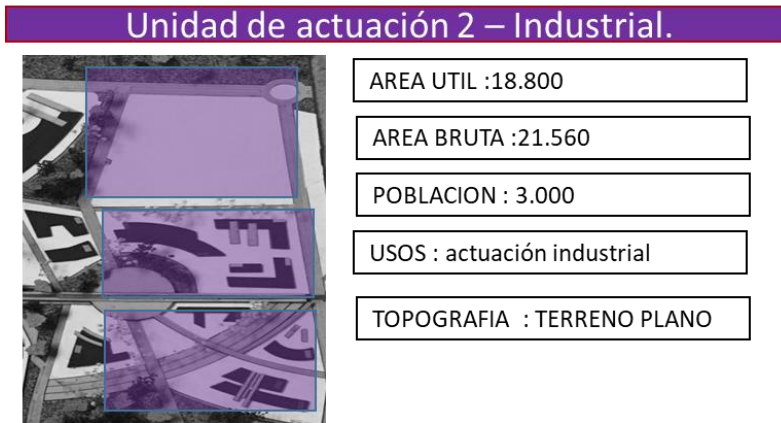 Unidad de actuación 2 – Industrial.
AREA UTIL :18.800
AREA BRUTA :21.560
POBLACION : 3.000
USOS : actuación industrial
TOPOGRAFIA : TERRENO PLANO